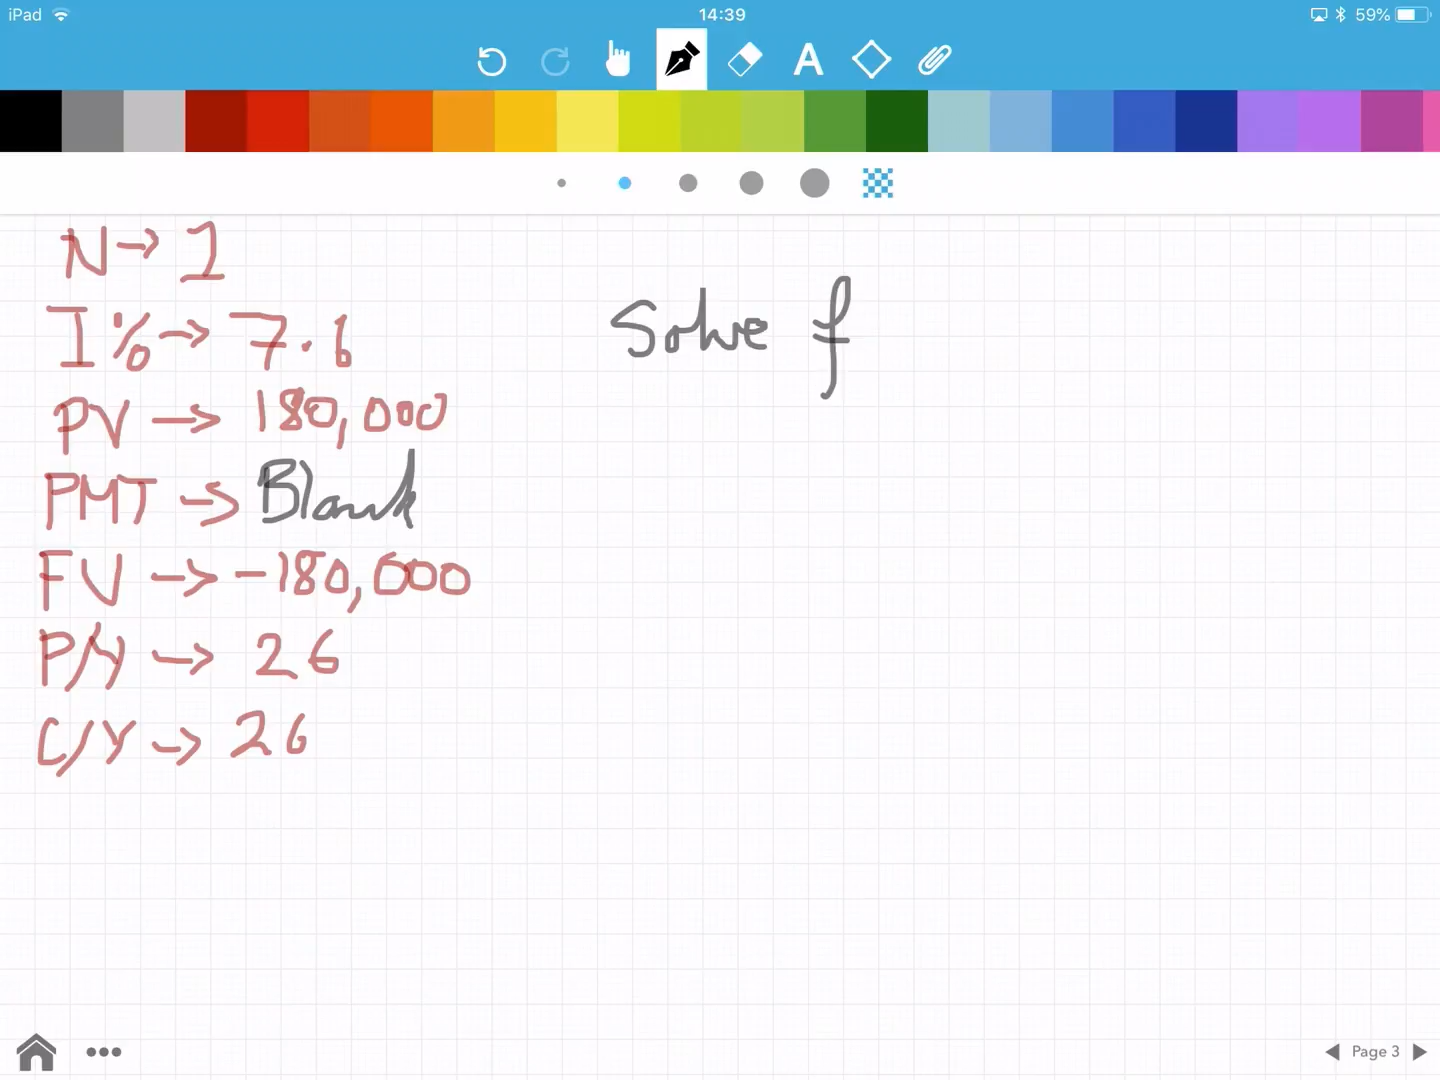 iPad 14:39 59%
A
N→1
I%→7.6
Solve f
PV→180,000
PMT→Blank
FV→-180,000
P/Y→26
C/Y→26
Page 3